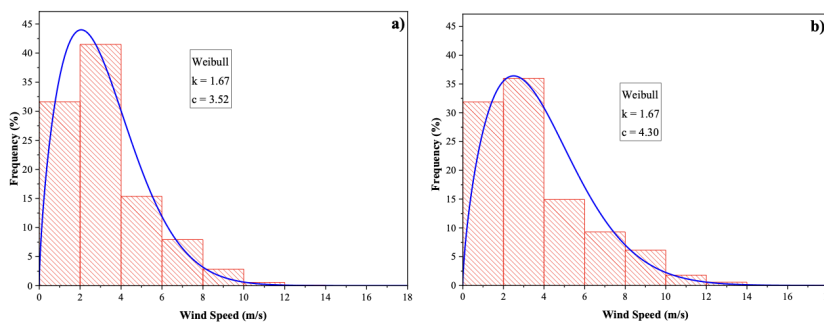 a)
45
40
35
30
25
20
15
10
5
0
Frequency (%)
Weibull
k = 1.67
c = 3.52
0 2 4 6 8 10 12 14 16 18
Wind Speed (m/s)
b)
45
40
35
30
25
20
15
10
5
0
Frequency (%)
Weibull
k = 1.67
c = 4.30
0 2 4 6 8 10 12 14 16
Wind Speed (m/s)